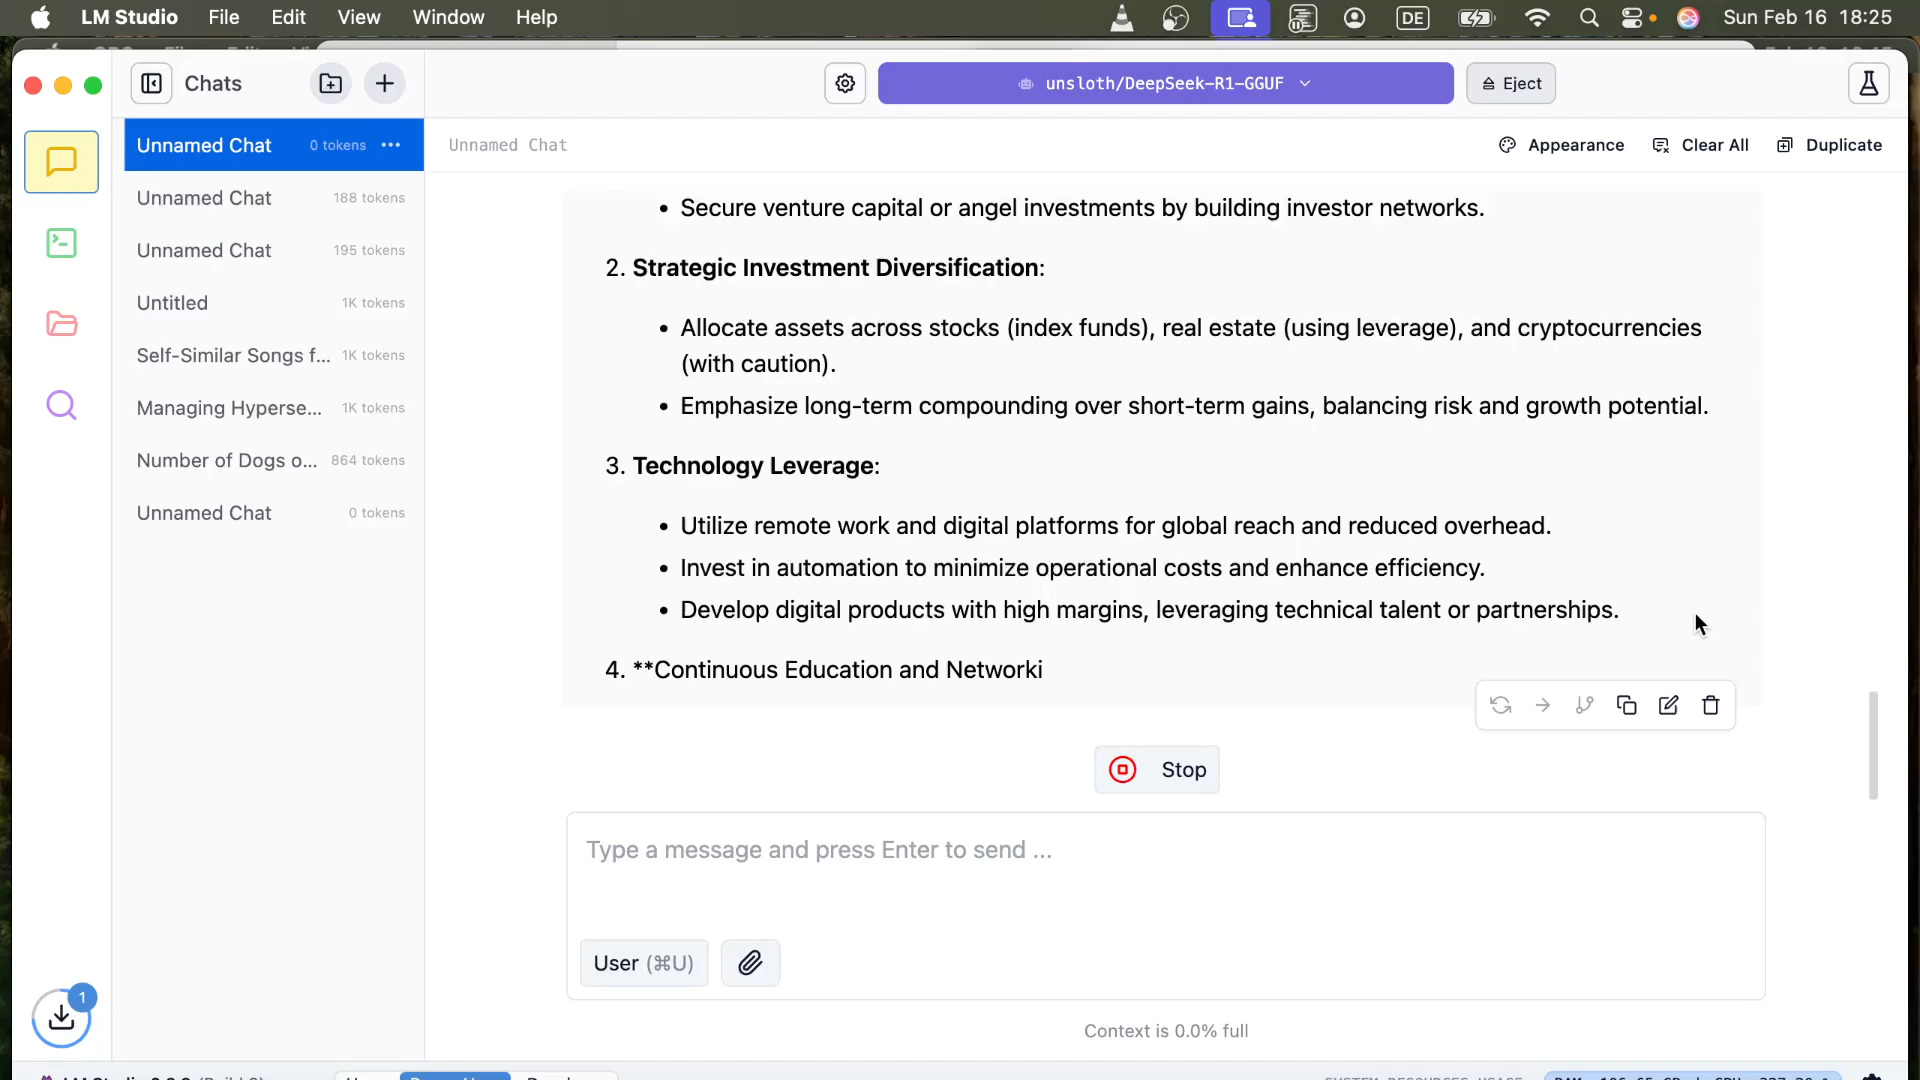 LM Studio File Edit View Window Help DE Sun Feb 16 18:25
Chats unsloth/DeepSeek-R1-GGUF Eject
Unnamed Chat 0 tokens ••• Unnamed Chat Appearance Clear All Duplicate
Unnamed Chat 188 tokens
Unnamed Chat 195 tokens
Untitled 1K tokens
Self-Similar Songs f... 1K tokens
Managing Hyperse... 1K tokens
Number of Dogs o... 864 tokens
Unnamed Chat 0 tokens
• Secure venture capital or angel investments by building investor networks.
2. Strategic Investment Diversification:
• Allocate assets across stocks (index funds), real estate (using leverage), and cryptocurrencies
(with caution).
• Emphasize long-term compounding over short-term gains, balancing risk and growth potential.
3. Technology Leverage:
• Utilize remote work and digital platforms for global reach and reduced overhead.
• Invest in automation to minimize operational costs and enhance efficiency.
• Develop digital products with high margins, leveraging technical talent or partnerships.
4. **Continuous Education and Networki
Stop
Type a message and press Enter to send ...
User (⌘U)
1
Context is 0.0% full
LM Studio